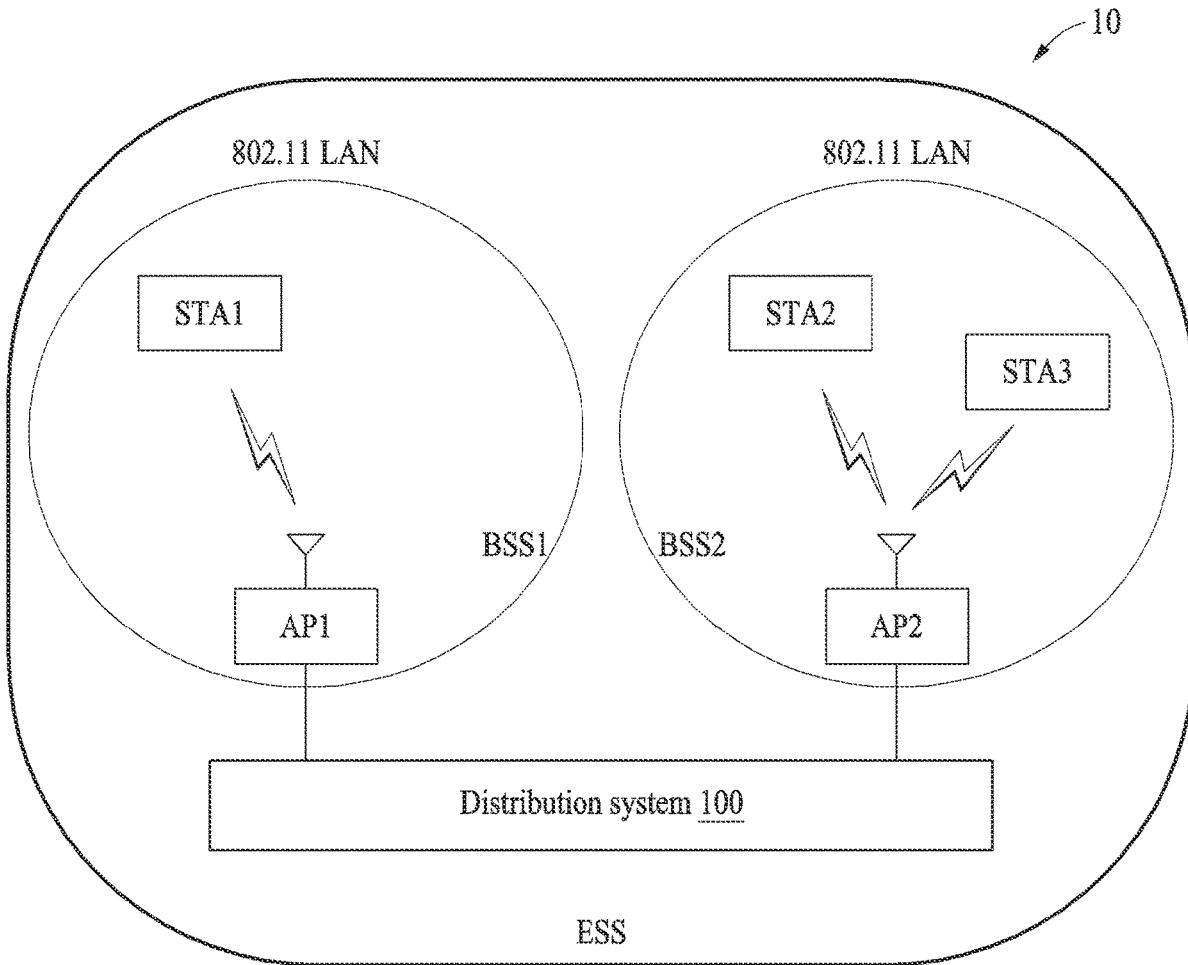 10
802.11 LAN
802.11 LAN
STA1
STA2
STA3
BSS1
BSS2
AP1
AP2
Distribution system 100
ESS